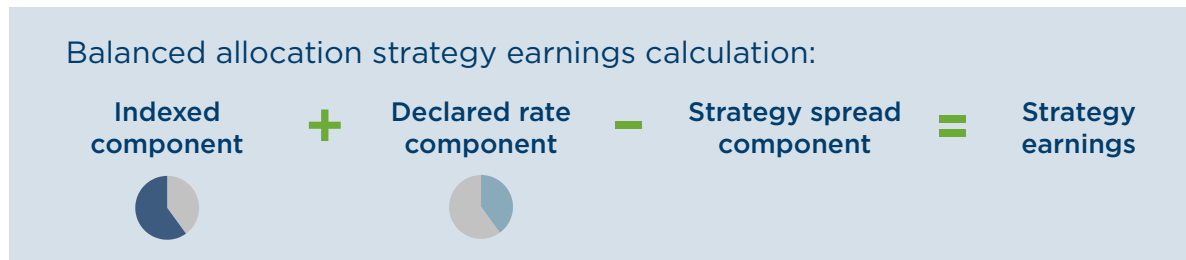 Balanced allocation strategy earnings calculation:
Indexed component + Declared rate component − Strategy spread component = Strategy earnings